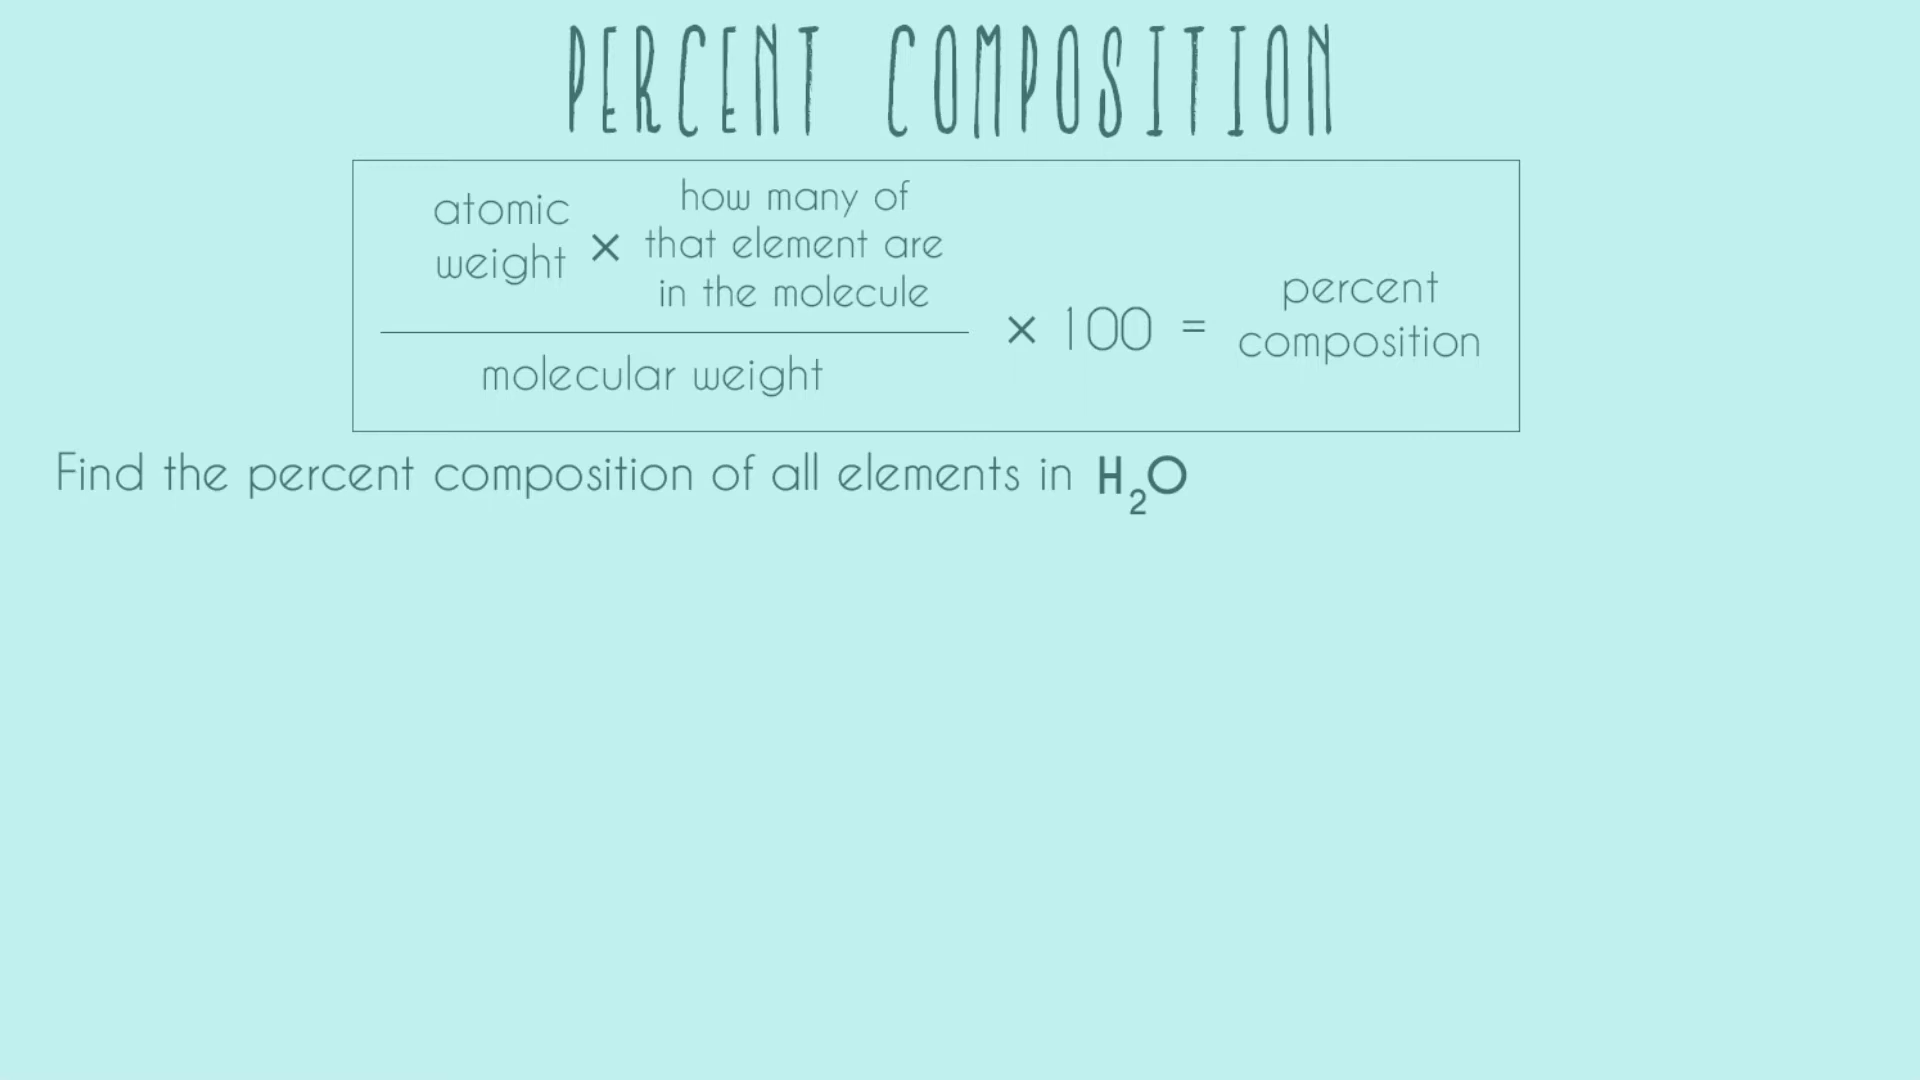 PERCENT COMPOSITION
atomic
weight
×
how many of
that element are
in the molecule
molecular weight
× 100 =
percent
composition
Find the percent composition of all elements in H₂O